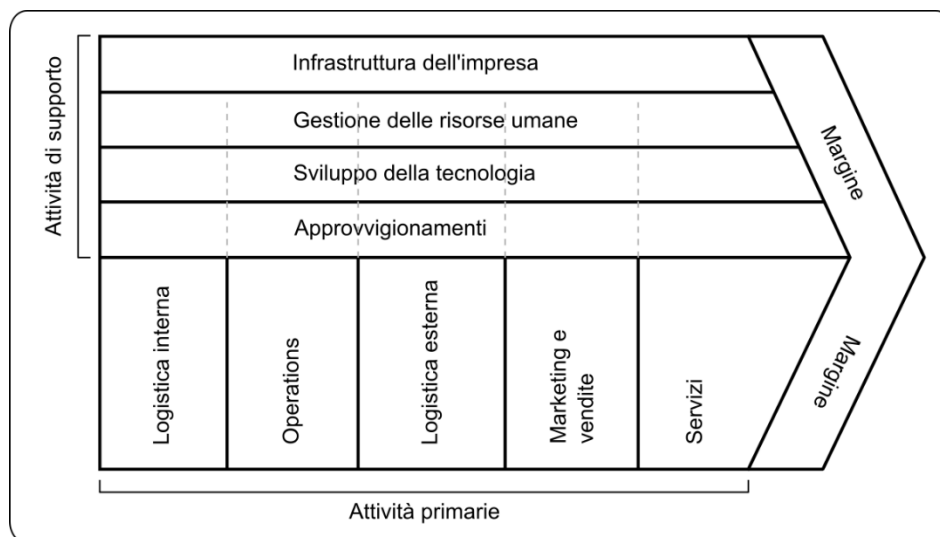 Attività di supporto
Infrastruttura dell'impresa
Gestione delle risorse umane
Sviluppo della tecnologia
Approvvigionamenti
Margine
Logistica interna
Operations
Logistica esterna
Marketing e
vendite
Servizi
Margine
Attività primarie